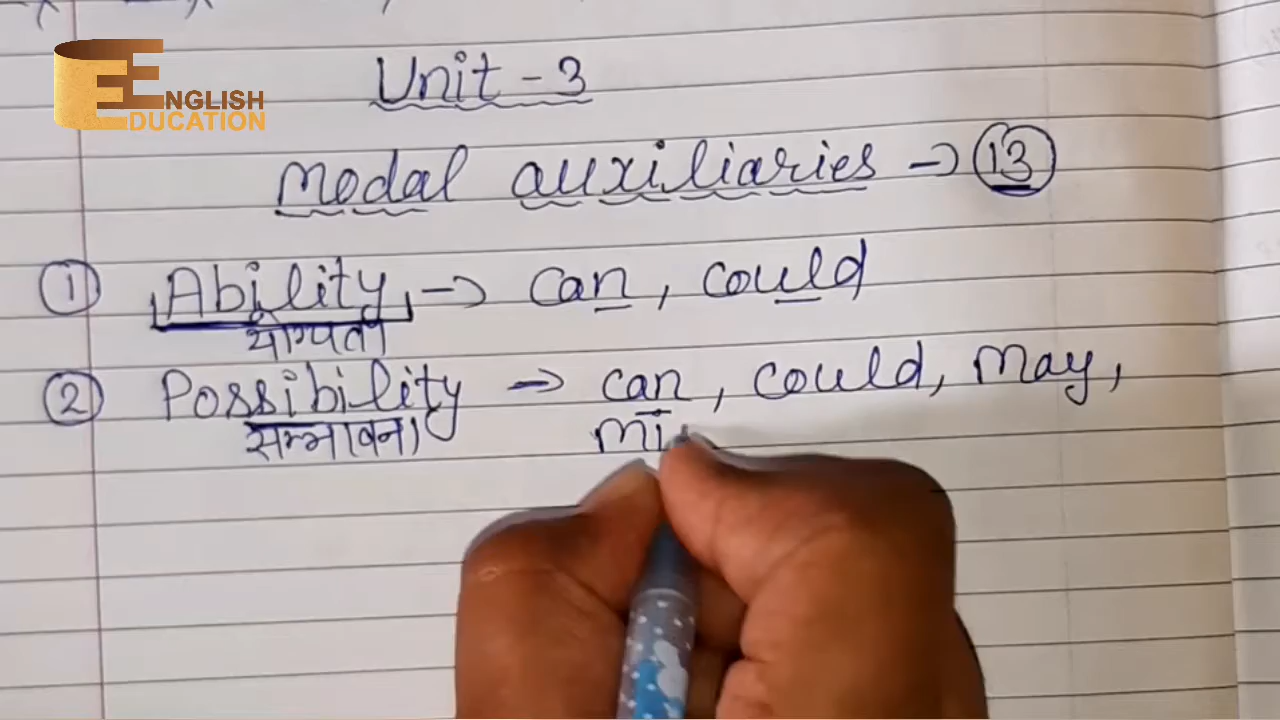 ENGLISH
EDUCATION
Unit - 3
Modal auxiliaries → 13
1 Ability → can, could
योग्यता
2 Possibility → can, could, may,
सम्भावना
mi